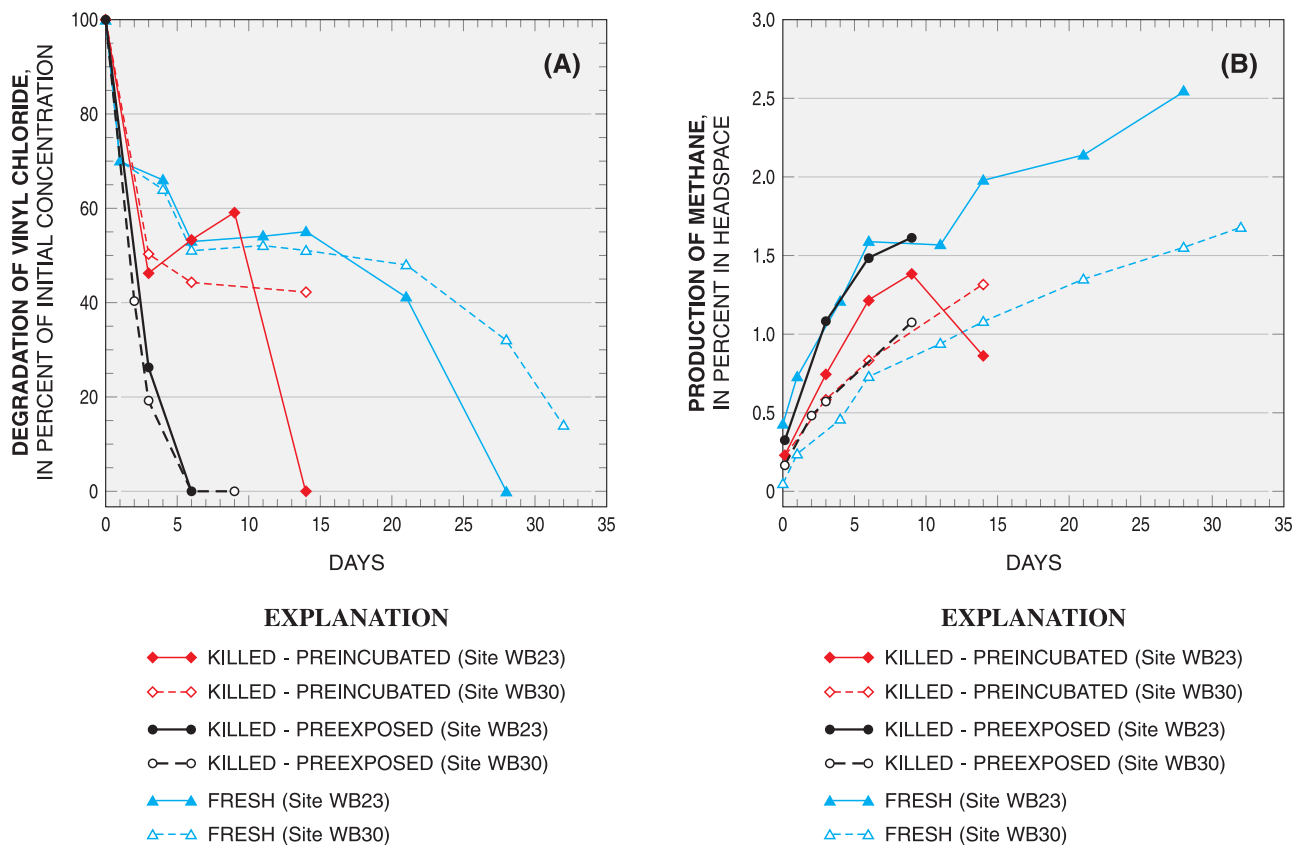 DEGRADATION OF VINYL CHLORIDE,
IN PERCENT OF INITIAL CONCENTRATION
100
80
60
40
20
0
(A)
0 5 10 15 20 25 30 35
DAYS
EXPLANATION
KILLED - PREINCUBATED (Site WB23)
KILLED - PREINCUBATED (Site WB30)
KILLED - PREEXPOSED (Site WB23)
KILLED - PREEXPOSED (Site WB30)
FRESH (Site WB23)
FRESH (Site WB30)
PRODUCTION OF METHANE,
IN PERCENT IN HEADSPACE
3.0
2.5
2.0
1.5
1.0
0.5
0
(B)
0 5 10 15 20 25 30 35
DAYS
EXPLANATION
KILLED - PREINCUBATED (Site WB23)
KILLED - PREINCUBATED (Site WB30)
KILLED - PREEXPOSED (Site WB23)
KILLED - PREEXPOSED (Site WB30)
FRESH (Site WB23)
FRESH (Site WB30)